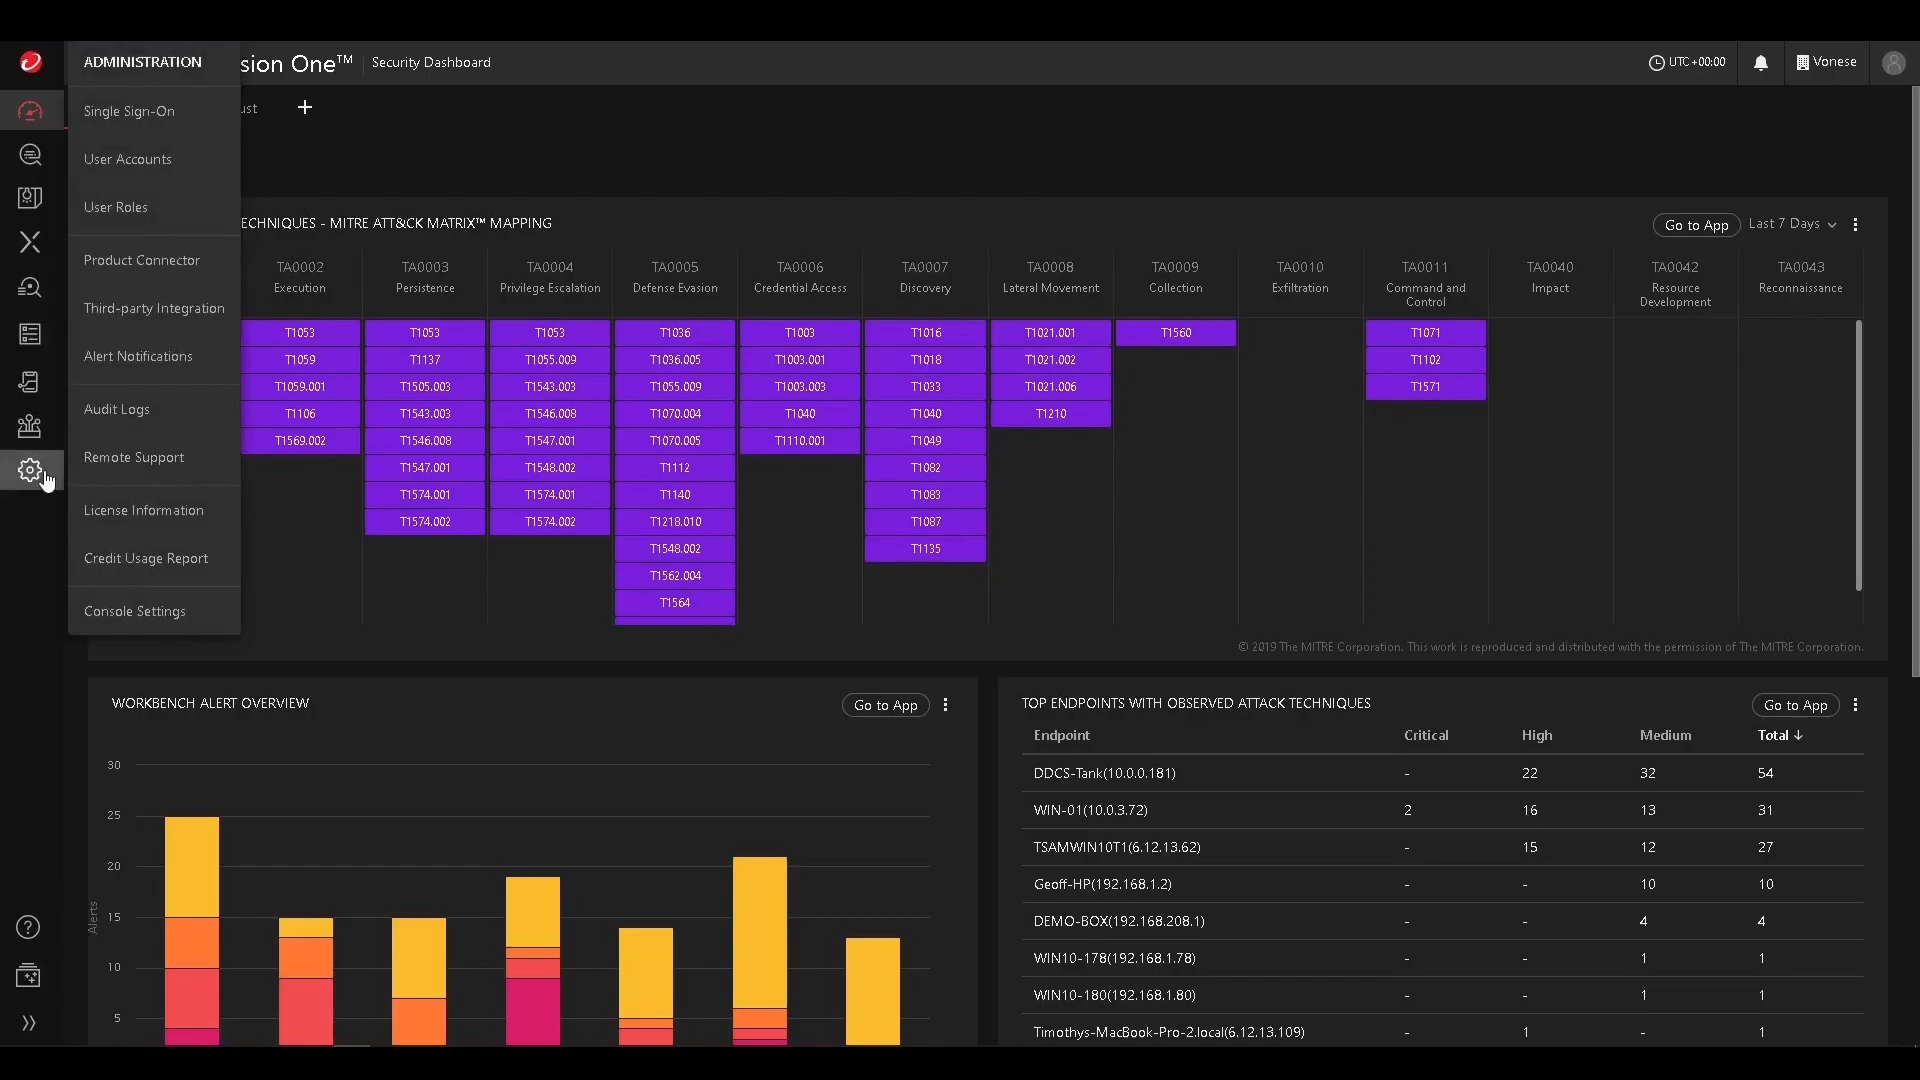 ADMINISTRATION
sion One™
Security Dashboard
UTC+00:00
Vonese
Single Sign-On
ust
+
User Accounts
User Roles
Product Connector
Third-party Integration
Alert Notifications
Audit Logs
Remote Support
License Information
Credit Usage Report
Console Settings
ECHNIQUES - MITRE ATT&CK MATRIX™ MAPPING
Go to App
Last 7 Days
TA0002 TA0003 TA0004 TA0005 TA0006 TA0007 TA0008 TA0009 TA0010 TA0011 TA0040 TA0042 TA0043
Execution Persistence Privilege Escalation Defense Evasion Credential Access Discovery Lateral Movement Collection Exfiltration Command and Impact Resource Reconnaissance
Control Development
T1053 T1053 T1053 T1036 T1003 T1016 T1021.001 T1560 T1071
T1059 T1137 T1055.009 T1036.005 T1003.001 T1018 T1021.002 T1102
T1059.001 T1505.003 T1543.003 T1055.009 T1003.003 T1033 T1021.006 T1571
T1106 T1543.003 T1546.008 T1070.004 T1040 T1040 T1210
T1569.002 T1546.008 T1547.001 T1070.005 T1110.001 T1049
T1547.001 T1548.002 T1112 T1082
T1574.001 T1574.001 T1140 T1083
T1574.002 T1574.002 T1218.010 T1087
T1548.002 T1135
T1562.004
T1564
© 2019 The MITRE Corporation. This work is reproduced and distributed with the permission of The MITRE Corporation.
WORKBENCH ALERT OVERVIEW
Go to App
30
25
20
15
10
5
Alerts
TOP ENDPOINTS WITH OBSERVED ATTACK TECHNIQUES
Go to App
Endpoint Critical High Medium Total ↓
DDCS-Tank(10.0.0.181) - 22 32 54
WIN-01(10.0.3.72) 2 16 13 31
TSAMWIN10T1(6.12.13.62) - 15 12 27
Geoff-HP(192.168.1.2) - - 10 10
DEMO-BOX(192.168.208.1) - - 4 4
WIN10-178(192.168.1.78) - - 1 1
WIN10-180(192.168.1.80) - - 1 1
Timothys-MacBook-Pro-2.local(6.12.13.109) - 1 - 1